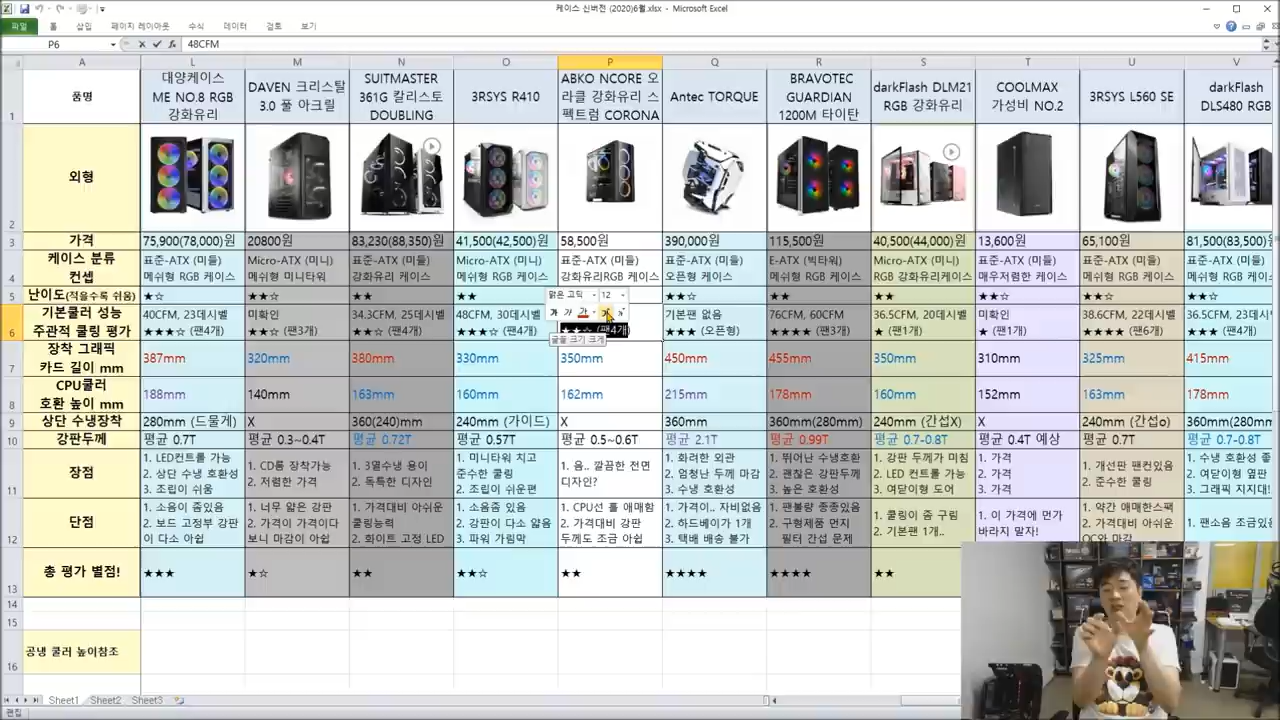 케이스 신버전 (2020)6월.xlsx - Microsoft Excel
파일 홈 삽입 페이지 레이아웃 수식 데이터 검토 보기
P6 48CFM
A L M N O P Q R S T U V
1 품명
대양케이스
ME NO.8 RGB
강화유리
DAVEN 크리스탈
3.0 풀 아크릴
SUITMASTER
361G 칼리스토
DOUBLING
3RSYS R410
ABKO NCORE 오
라클 강화유리 스
펙트럼 CORONA
Antec TORQUE
BRAVOTEC
GUARDIAN
1200M 타이탄
darkFlash DLM21
RGB 강화유리
COOLMAX
가성비 NO.2
3RSYS L560 SE
darkFlash
DLS480 RGB
2 외형
3 가격 75,900(78,000)원 20800원 83,230(88,350)원 41,500(42,500)원 58,500원 390,000원 115,500원 40,500(44,000)원 13,600원 65,100원 81,500(83,500)
4 케이스 분류 표준-ATX (미들) Micro-ATX (미니) 표준-ATX (미들) Micro-ATX (미니) 표준-ATX (미들) 표준-ATX (미들) E-ATX (빅타워) Micro-ATX (미니) 표준-ATX (미들) 표준-ATX (미들) 표준-ATX (미들)
컨셉 메쉬형 RGB 케이스 메쉬형 미니타워 강화유리 케이스 메쉬형 RGB 케이스 강화유리RGB 케이스 오픈형 케이스 메쉬형 RGB 케이스 RGB 강화유리 케이스 매우저렴한 케이스 메쉬형 RGB 케이스 메쉬형 RGB 케이스
5 난이도(적을수록 쉬움) ★☆ ★★☆ ★★ ★★ ★★☆ ★★ ★★ ★★ ★★☆ ★★☆
맑은 고딕 12
가 가 가
글꼴 크기 크게
6 기본쿨러 성능 40CFM, 23데시벨 미확인 34.3CFM, 25데시벨 48CFM, 30데시벨 기본팬 없음 76CFM, 60CFM 36.5CFM, 20데시벨 미확인 38.6CFM, 22데시벨 36.5CFM, 23데시
주관적 쿨링 평가 ★★★ (팬4개) ★★☆ (팬3개) ★★☆ (팬4개) ★★★☆ (팬4개) ★★☆ (팬4개) ★★★ (오픈형) ★★★★ (팬3개) ★ (팬1개) ★ (팬1개) ★★★★ (팬6개) ★★★ (팬4개)
7 장착 그래픽
카드 길이 mm
387mm 320mm 380mm 330mm 350mm 450mm 455mm 350mm 310mm 325mm 415mm
8 CPU쿨러
호환 높이 mm
188mm 140mm 163mm 160mm 162mm 215mm 178mm 160mm 152mm 163mm 178mm
9 상단 수냉장착 280mm (드물게) X 360(240)mm 240mm (가이드) X 360mm 360mm(280mm) 240mm (간섭X) X 240mm (간섭o) 360mm(280m
10 강판두께 평균 0.7T 평균 0.3~0.4T 평균 0.72T 평균 0.57T 평균 0.5~0.6T 평균 2.1T 평균 0.99T 평균 0.7-0.8T 평균 0.4T 예상 평균 0.7T 평균 0.7-0.8T
11 장점
1. LED컨트롤 가능
2. 상단 수냉 호환성
3. 조립이 쉬움
1. CD롬 장착가능
2. 저렴한 가격
1. 3열수냉 용이
2. 독특한 디자인
1. 미니타워 치고
준수한 쿨링
2. 조립이 쉬운편
1. 음.. 깔끔한 전면
디자인?
1. 화려한 외관
2. 엄청난 두께 마감
3. 수냉 호환성
1. 뛰어난 수냉호환
2. 괜찮은 강판두께
3. 높은 호환성
1. 강판 두께가 미침
2. LED 컨트롤 가능
3. 여닫이형 도어
1. 가격
2. 가격
3. 가격
1. 개선판 팬컨있음
2. 준수한 쿨링
1. 수냉 호환성 좋
2. 여닫이형 옆판
3. 그래픽 지지대!
12 단점
1. 소음이 좀있음
2. 보드 고정부 강판
이 다소 아쉽
1. 너무 얇은 강판
2. 가격이 가격이다
보니 마감이 아쉽
1. 가격대비 아쉬운
쿨링능력
2. 화이트 고정 LED
1. 소음좀 있음
2. 강판이 다소 얇음
3. 파워 가림막
1. CPU선 홀 애매함
2. 가격대비 강판
두께도 조금 아쉽
1. 가격이.. 자비없음
2. 하드베이가 1개
3. 택배 배송 불가
1. 팬불량 종종있음
2. 구형제품 먼지
필터 간섭 문제
1. 쿨링이 좀 구림
2. 기본팬 1개..
1. 이 가격에 먼가
바라지 말자!
1. 약간 애매한스팩
2. 가격대비 아쉬운
1. 팬소음 조금있
13 총 평가 별점! ★★★ ★☆ ★★ ★★☆ ★★ ★★★★ ★★★★ ★★
14
15
16 공냉 쿨러 높이참조
Sheet1 Sheet2 Sheet3
편집